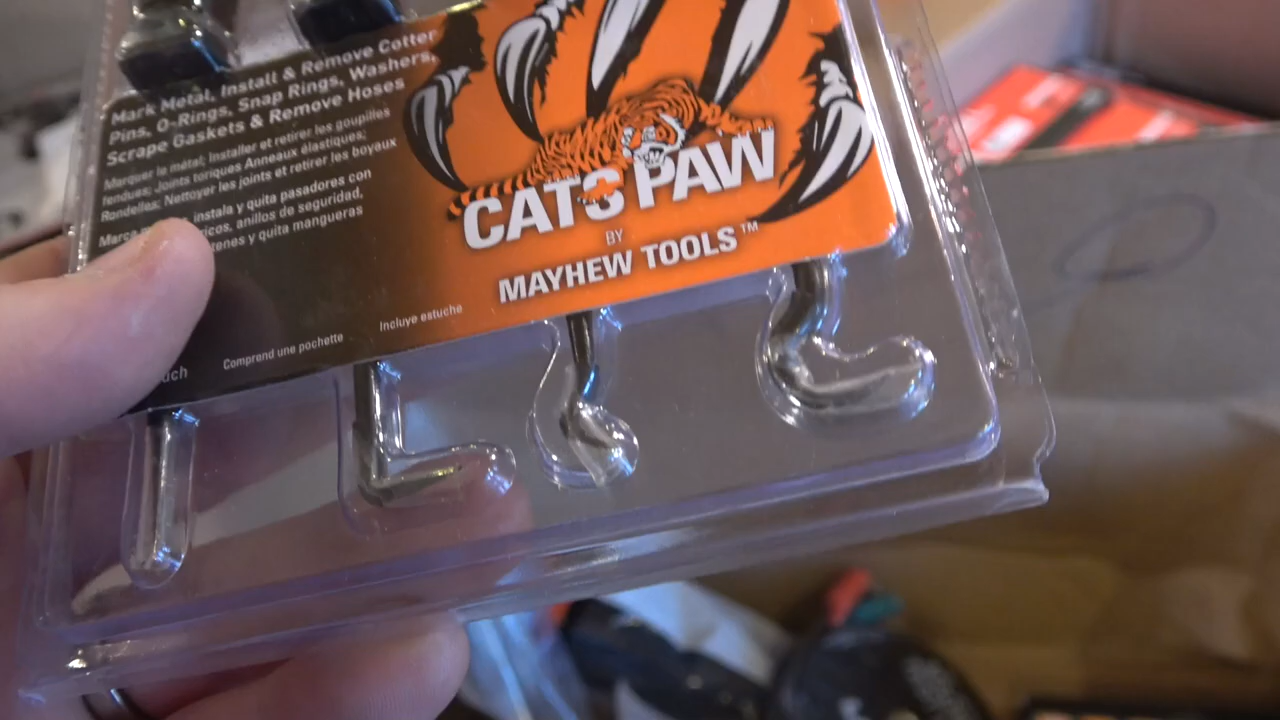 Mark Metal, Install & Remove Cotter
Pins, O-Rings, Snap Rings, Washers,
Scrape Gaskets & Remove Hoses
Marquer le métal; Installer et retirer les goupilles
fendues; Joints toriques Anneaux élastiques;
Rondelles; Nettoyer les joints et retirer les boyaux
instala y quita pasadores con
anillos de seguridad,
y quita mangueras
CATS PAW
BY
MAYHEW TOOLS™
Comprend une pochette
Incluye estuche